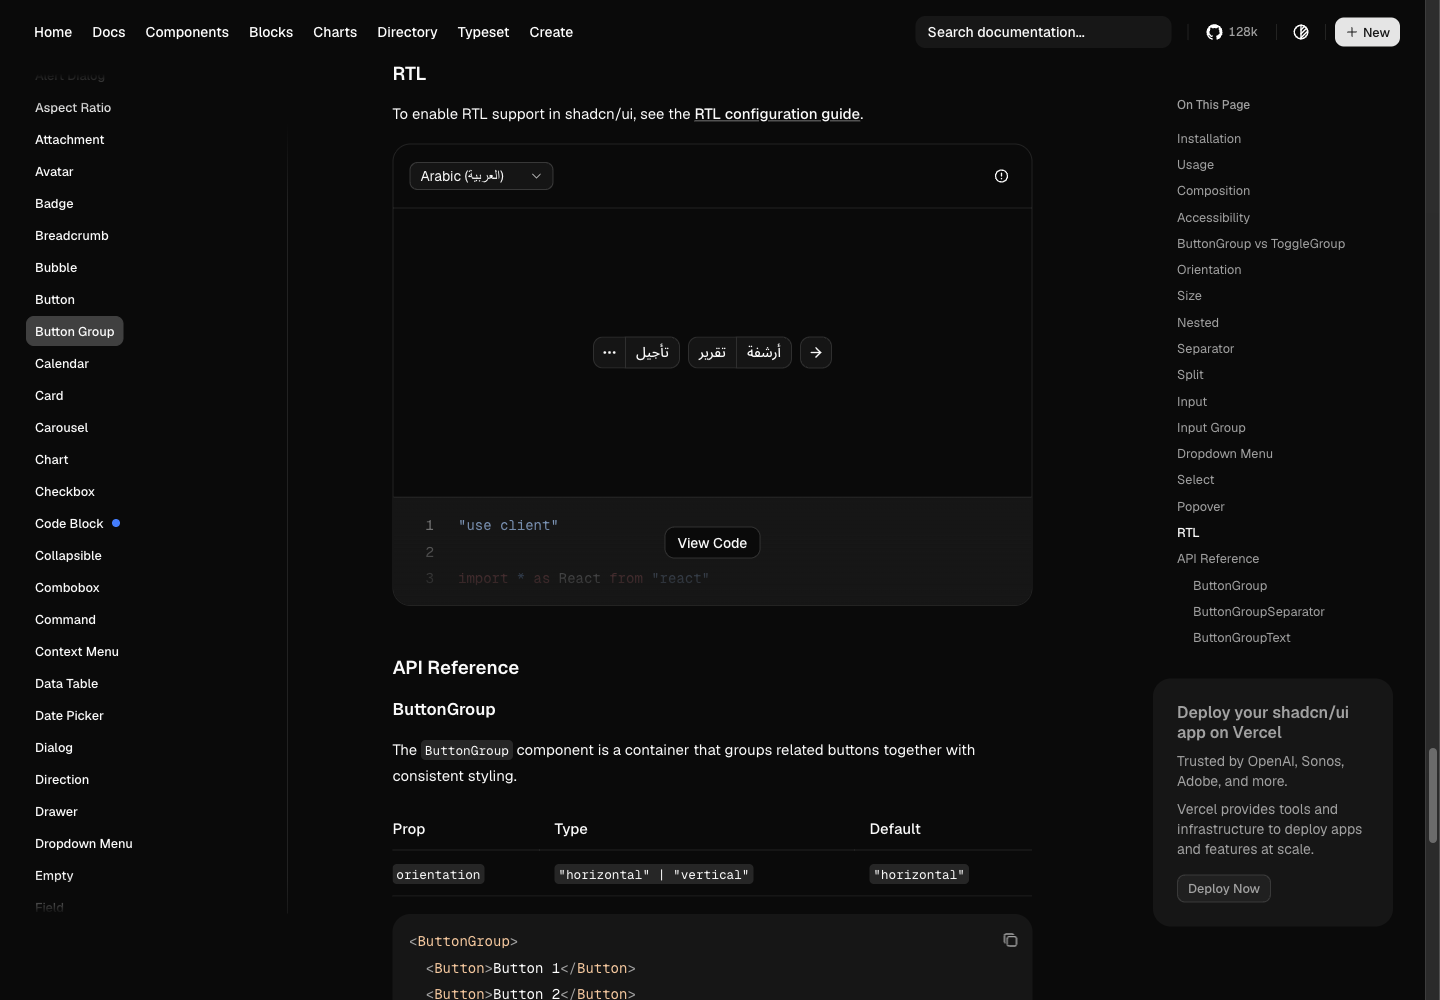 Home
Docs
Components
Blocks
Charts
Directory
Typeset
Create
Search documentation...
128k
New
Alert Dialog
Aspect Ratio
Attachment
Avatar
Badge
Breadcrumb
Bubble
Button
Button Group
Calendar
Card
Carousel
Chart
Checkbox
Code Block
Collapsible
Combobox
Command
Context Menu
Data Table
Date Picker
Dialog
Direction
Drawer
Dropdown Menu
Empty
Field
RTL
To enable RTL support in shadcn/ui, see the RTL configuration guide.
Arabic (العربية)
أرشفة
تقرير
تأجيل
1 "use client"
2
3 import * as React from "react"
View Code
API Reference
ButtonGroup
The ButtonGroup component is a container that groups related buttons together with
consistent styling.
Prop Type Default
orientation "horizontal" | "vertical" "horizontal"
<ButtonGroup>
<Button>Button 1</Button>
<Button>Button 2</Button>
On This Page
Installation
Usage
Composition
Accessibility
ButtonGroup vs ToggleGroup
Orientation
Size
Nested
Separator
Split
Input
Input Group
Dropdown Menu
Select
Popover
RTL
API Reference
ButtonGroup
ButtonGroupSeparator
ButtonGroupText
Deploy your shadcn/ui
app on Vercel
Trusted by OpenAI, Sonos,
Adobe, and more.
Vercel provides tools and
infrastructure to deploy apps
and features at scale.
Deploy Now